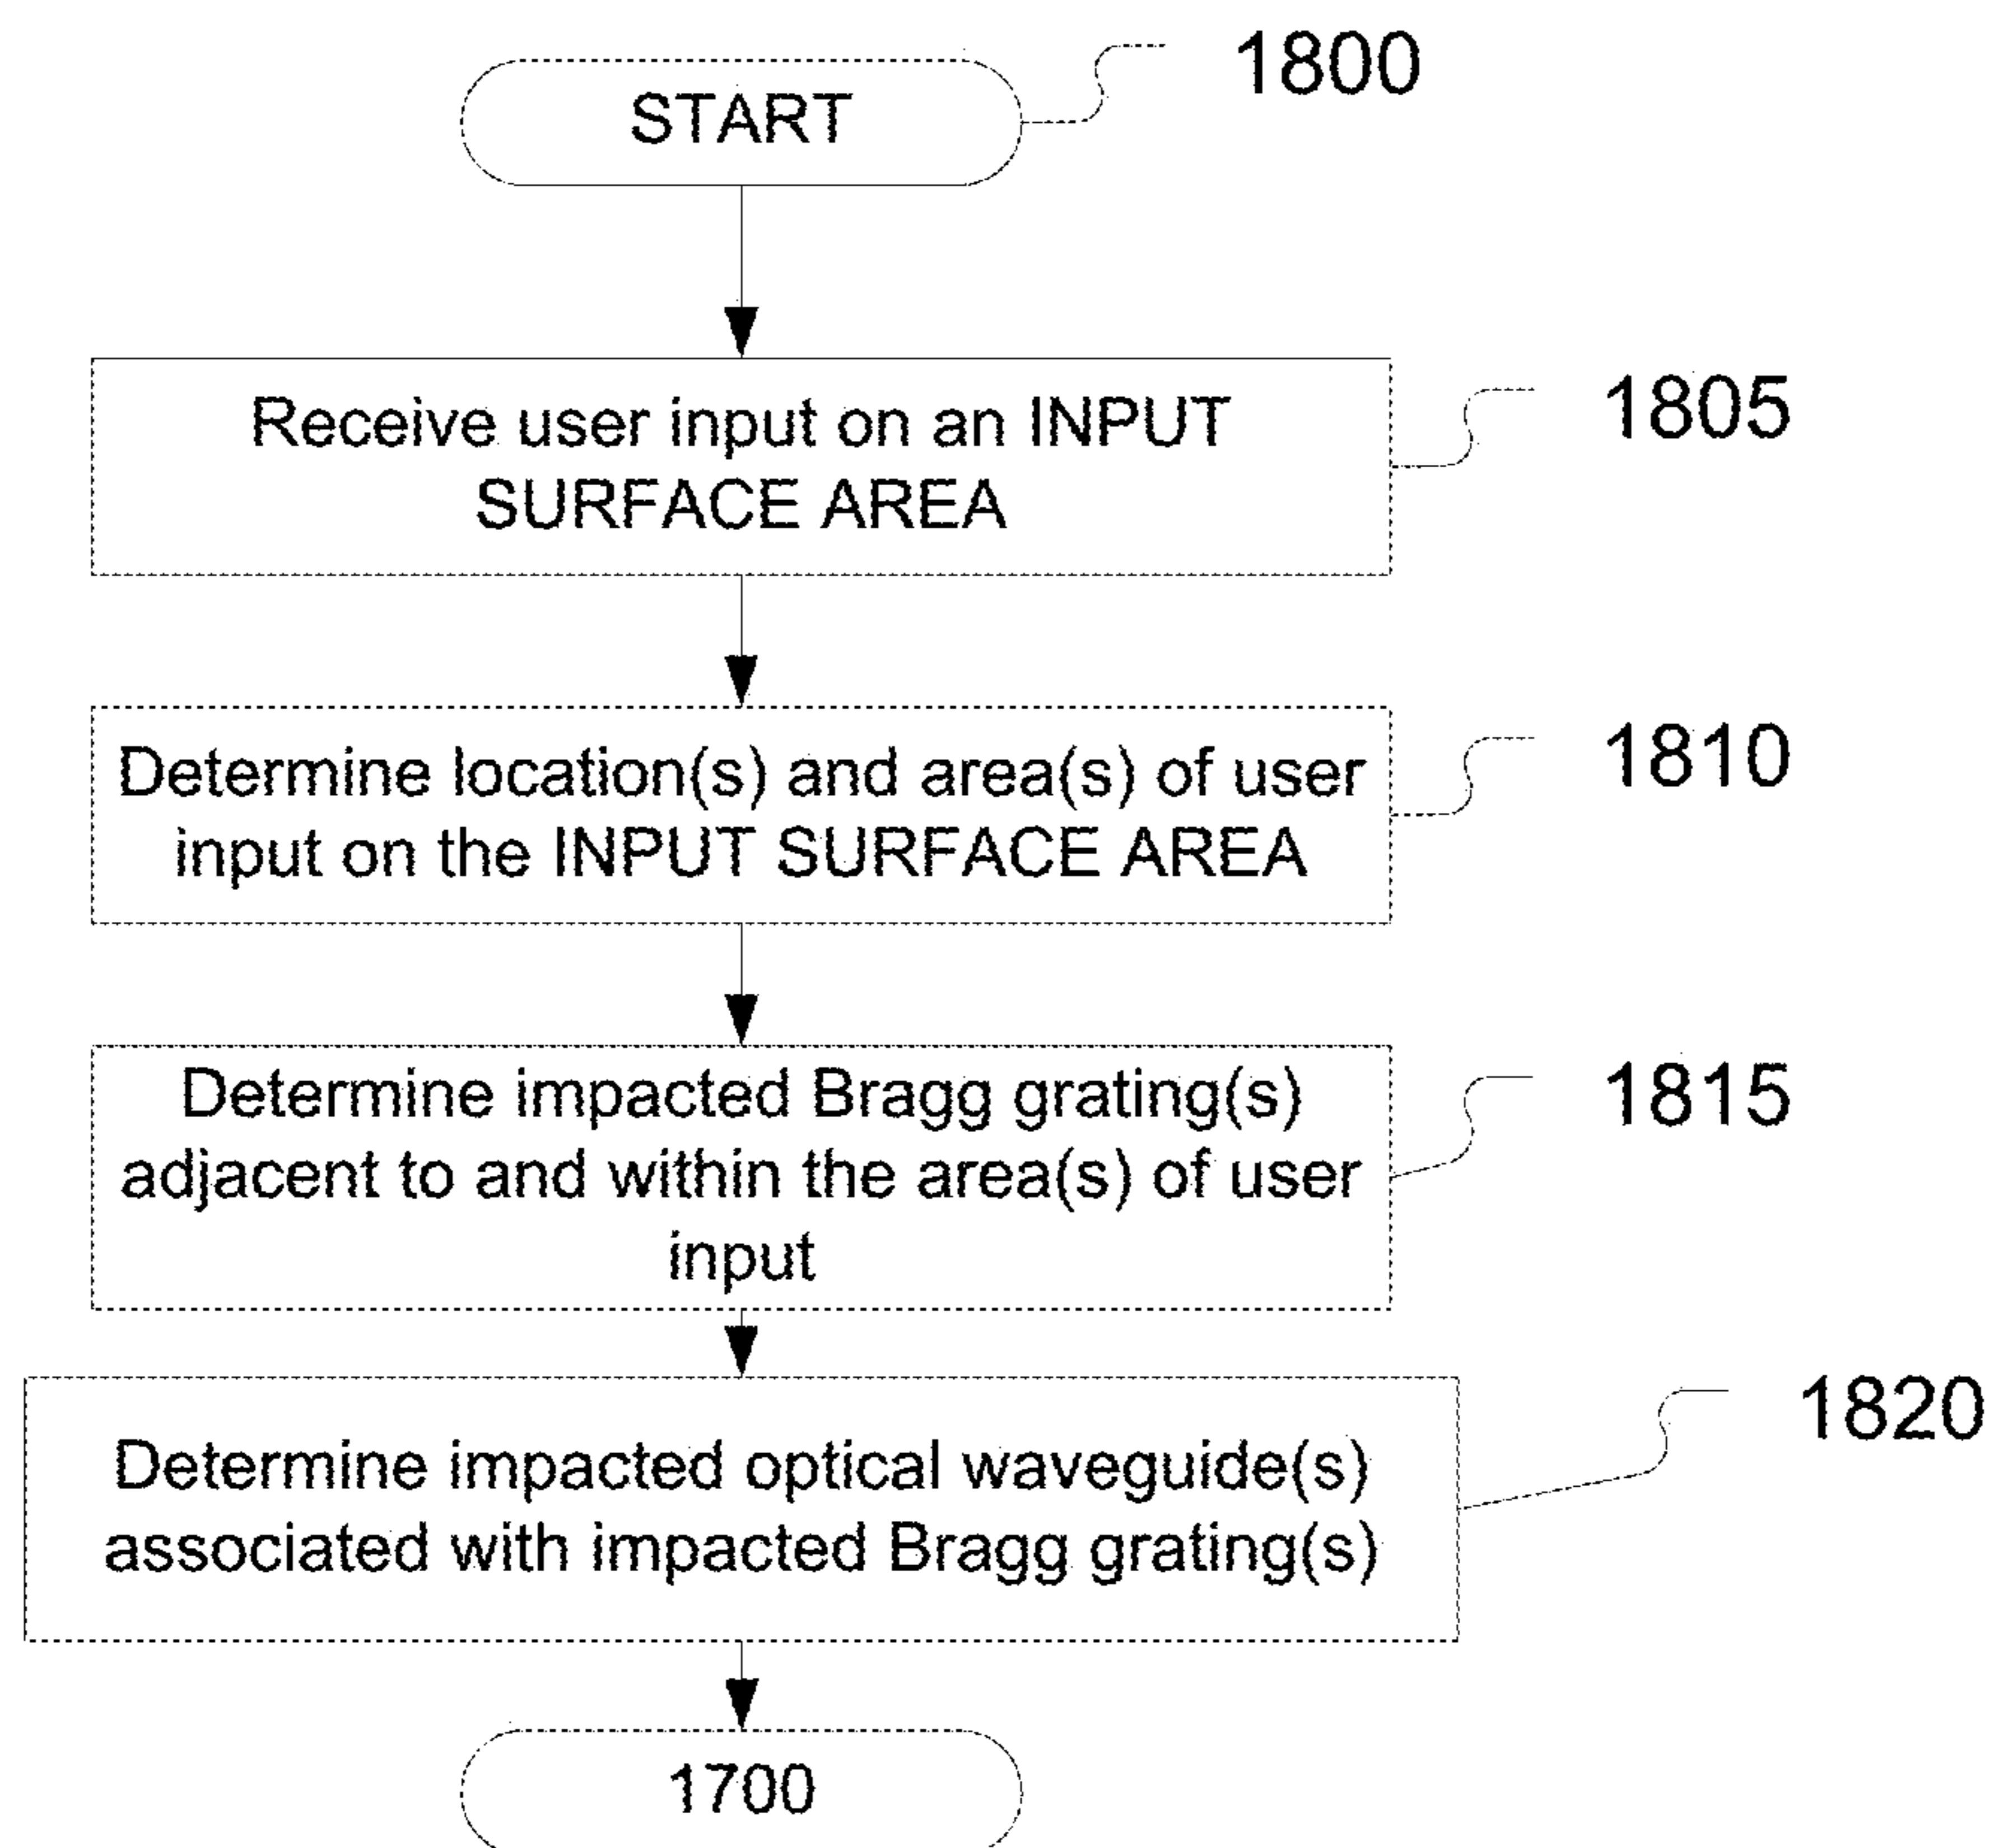 START
1800
Receive user input on an INPUT
SURFACE AREA
1805
Determine location(s) and area(s) of user
input on the INPUT SURFACE AREA
1810
Determine impacted Bragg grating(s)
adjacent to and within the area(s) of user
input
1815
Determine impacted optical waveguide(s)
associated with impacted Bragg grating(s)
1820
1700